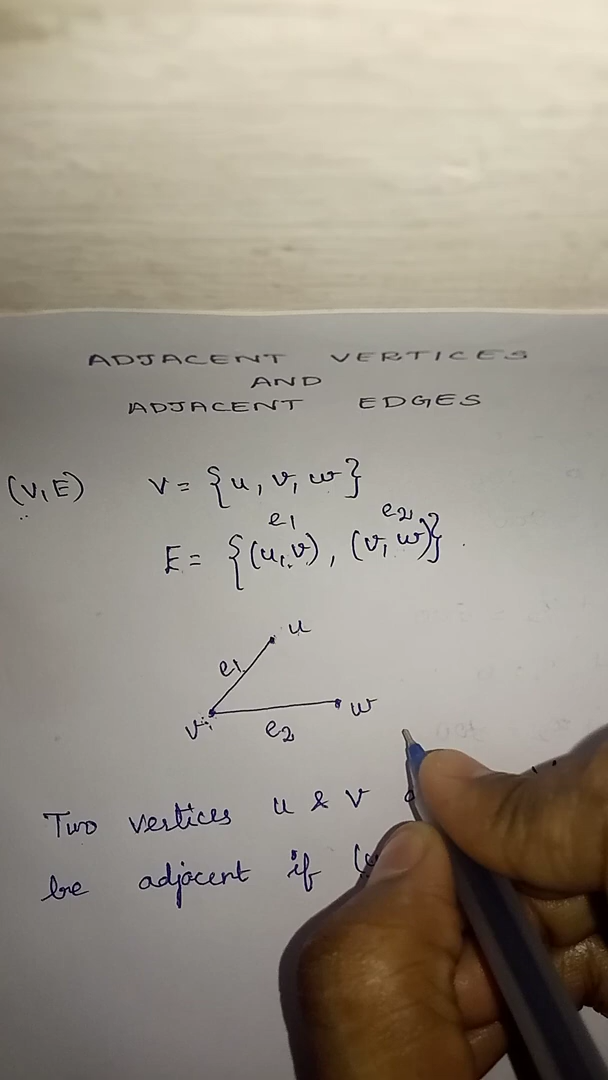 ADJACENT VERTICES
AND
ADJACENT EDGES
(V, E) V = {u, v, w}
e1 e2
E = {(u, v), (v, w)}.
u
e1
v w
e2
Two vertices u & v
be adjacent if